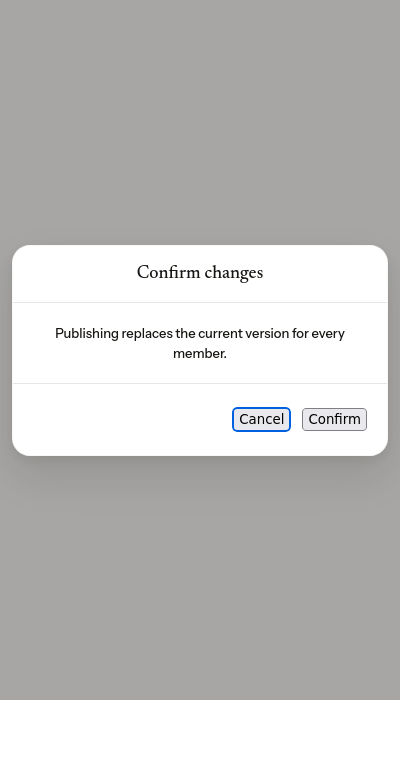 Confirm changes
Publishing replaces the current version for every
member.
Cancel Confirm